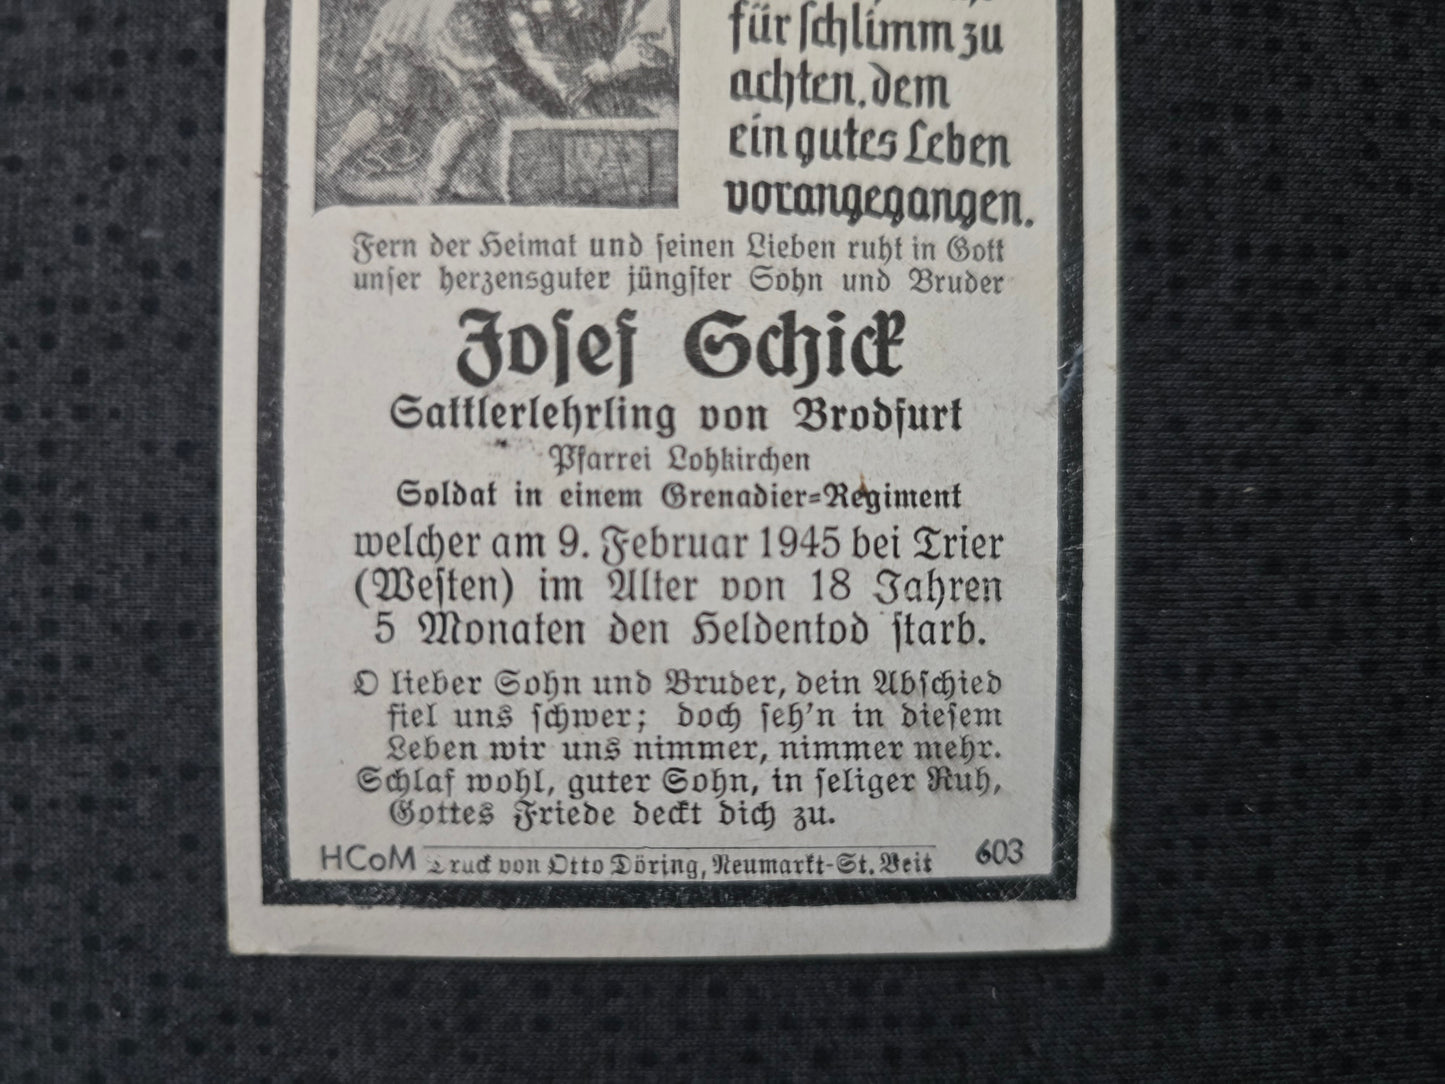 für schlimm zu
achten, dem
ein gutes Leben
vorangegangen.
Fern der Heimat und seinen Lieben ruht in Gott
unser herzensguter jüngster Sohn und Bruder
Josef Schick
Sattlerlehrling von Brodfurt
Pfarrei Lohkirchen
Soldat in einem Grenadier=Regiment
welcher am 9. Februar 1945 bei Trier
(Westen) im Alter von 18 Jahren
5 Monaten den Heldentod starb.
O lieber Sohn und Bruder, dein Abschied
fiel uns schwer; doch seh'n in diesem
Leben wir uns nimmer, nimmer mehr.
Schlaf wohl, guter Sohn, in seliger Ruh,
Gottes Friede deckt dich zu.
HCoM Druck von Otto Döring, Neumarkt-St. Veit 603